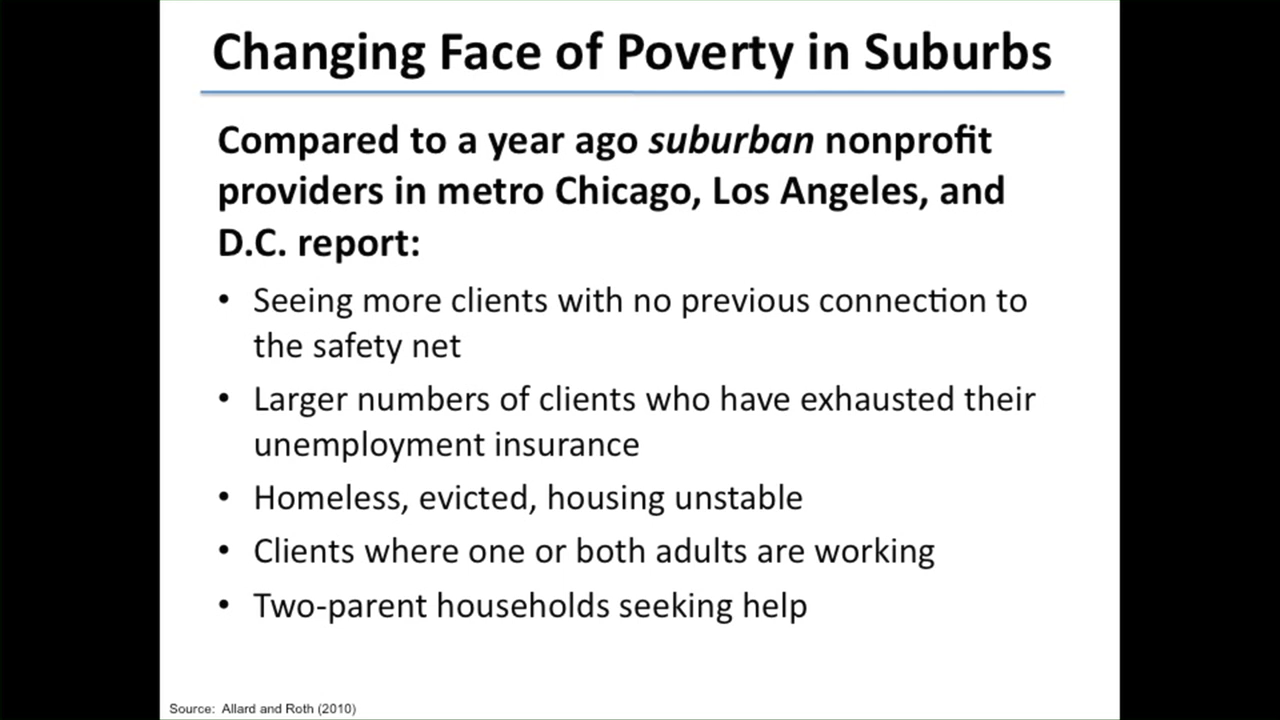 Changing Face of Poverty in Suburbs
Compared to a year ago suburban nonprofit
providers in metro Chicago, Los Angeles, and
D.C. report:
• Seeing more clients with no previous connection to
the safety net
• Larger numbers of clients who have exhausted their
unemployment insurance
• Homeless, evicted, housing unstable
• Clients where one or both adults are working
• Two-parent households seeking help
Source: Allard and Roth (2010)